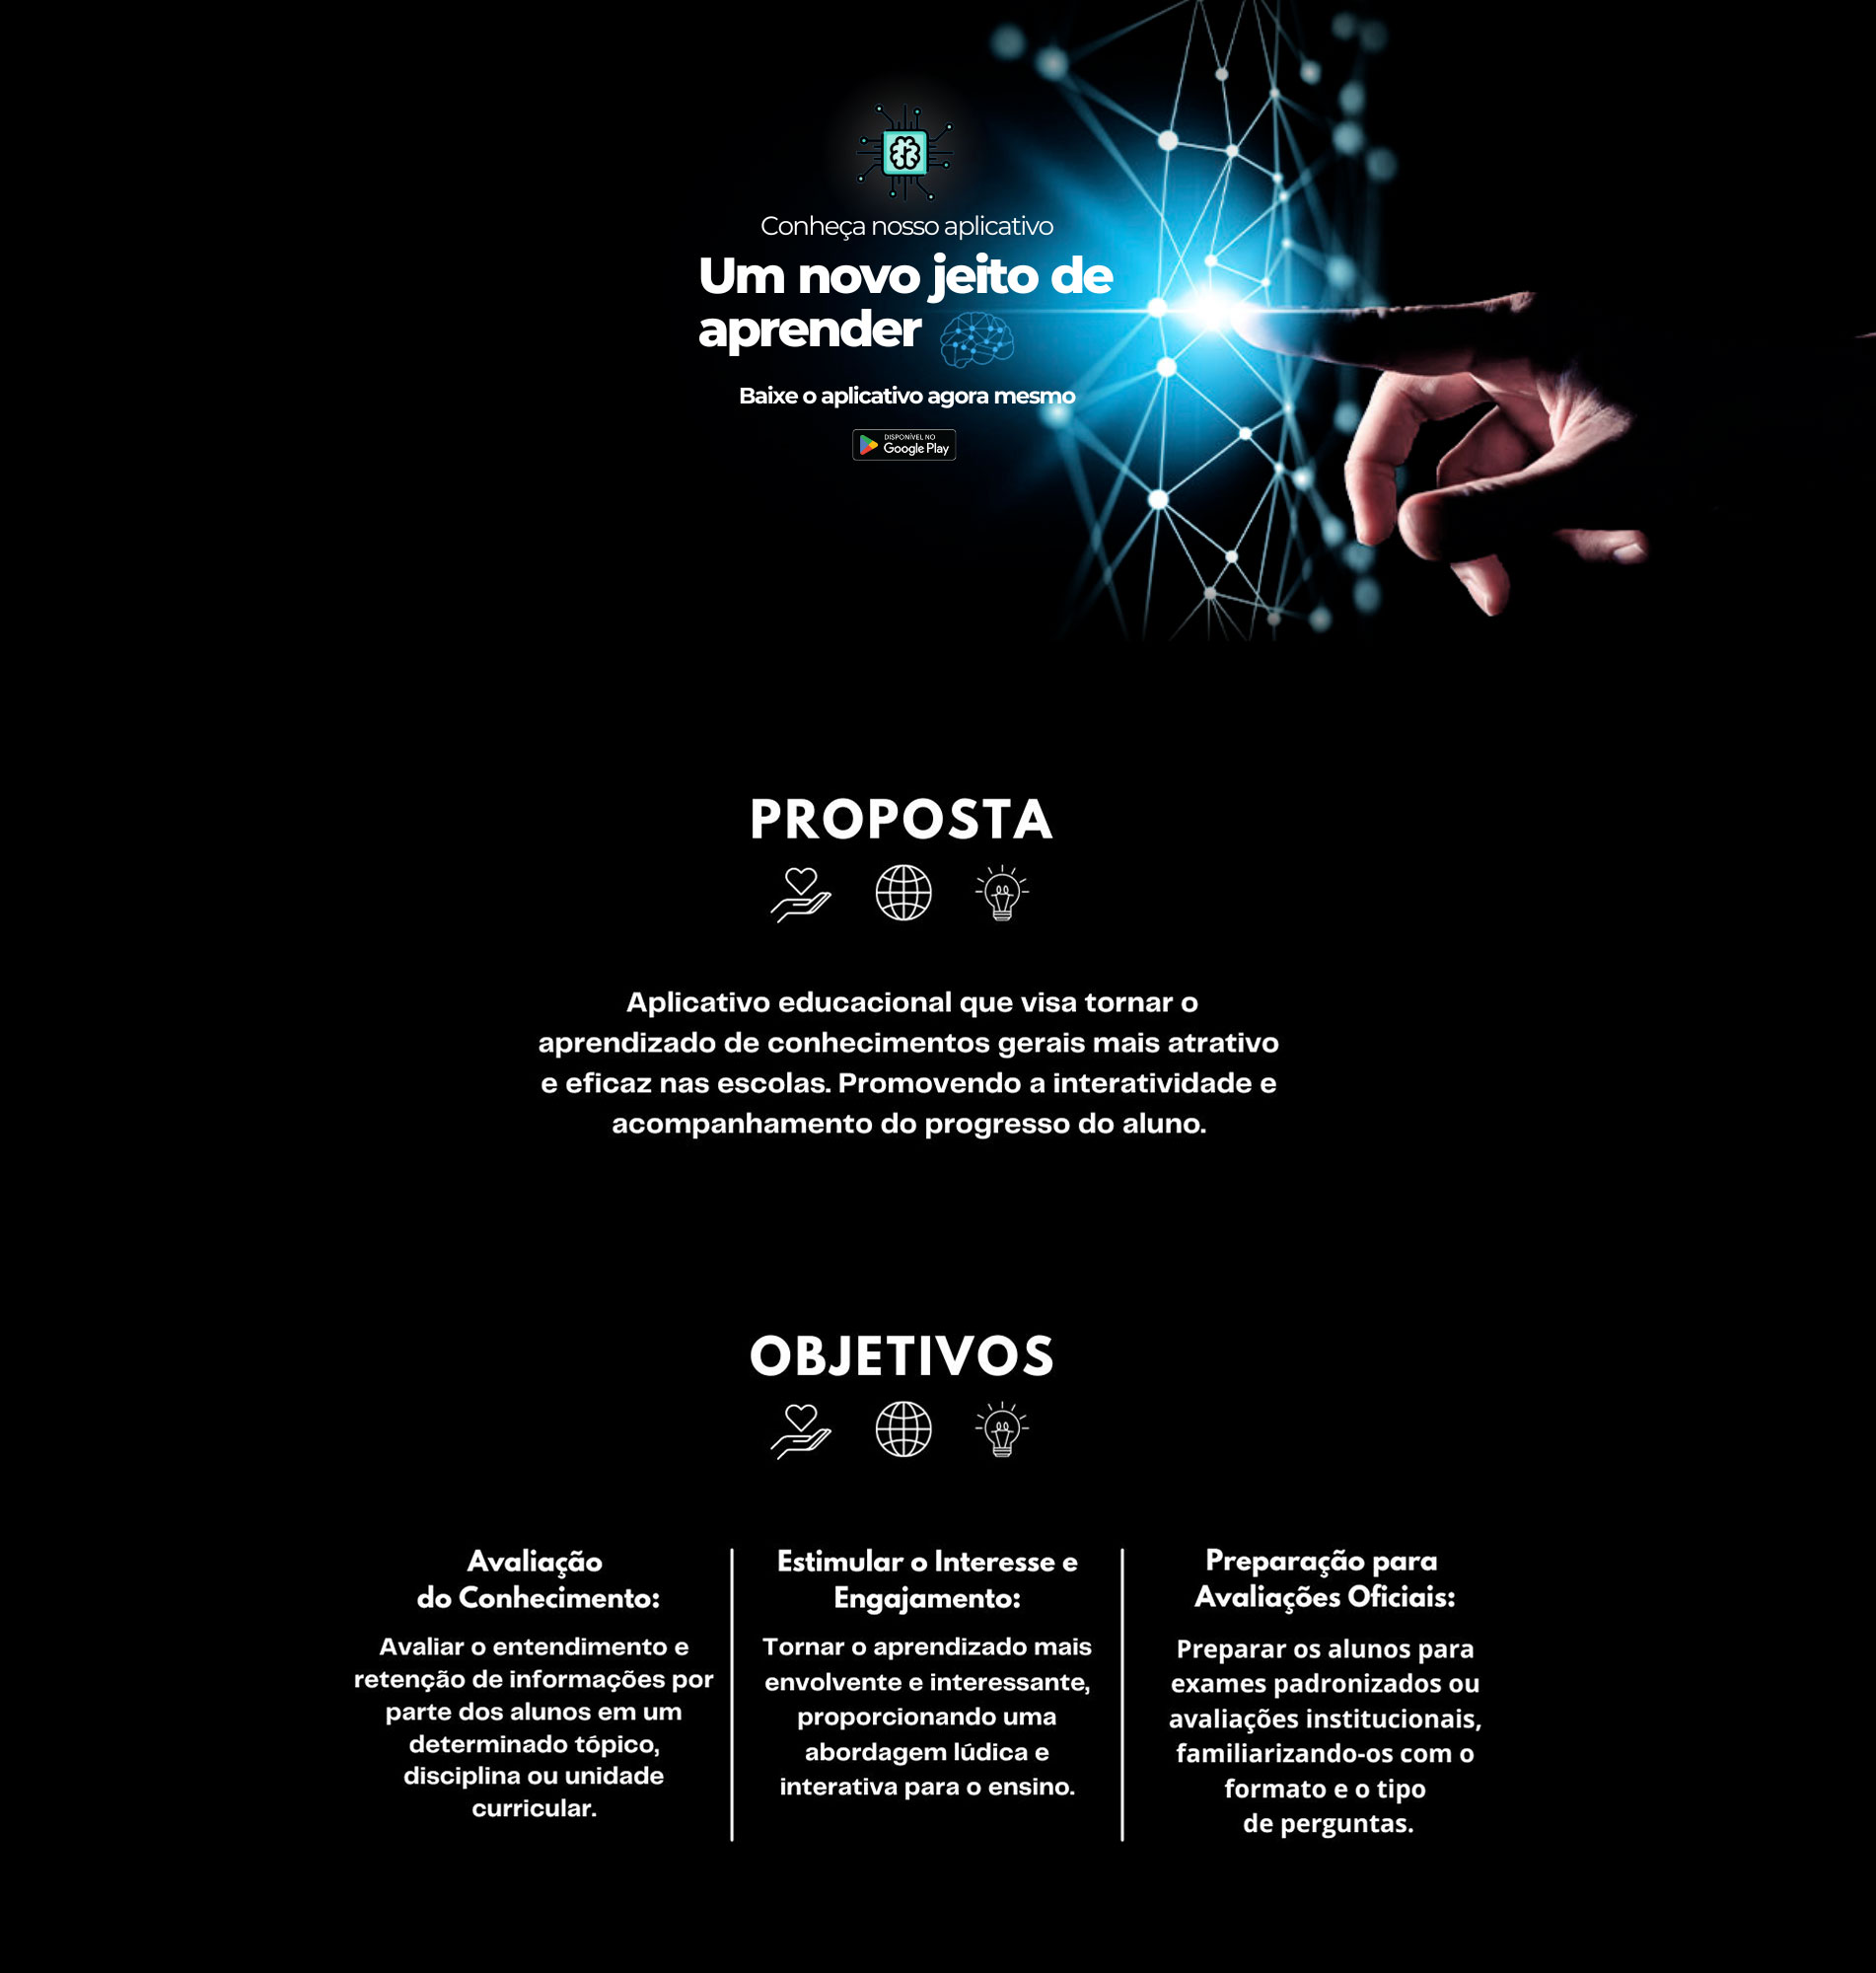 Conheça nosso aplicativo
Um novo jeito de
aprender
Baixe o aplicativo agora mesmo
DISPONÍVEL NO
Google Play
PROPOSTA
Aplicativo educacional que visa tornar o
aprendizado de conhecimentos gerais mais atrativo
e eficaz nas escolas. Promovendo a interatividade e
acompanhamento do progresso do aluno.
OBJETIVOS
Avaliação
do Conhecimento:
Avaliar o entendimento e
retenção de informações por
parte dos alunos em um
determinado tópico,
disciplina ou unidade
curricular.
Estimular o Interesse e
Engajamento:
Tornar o aprendizado mais
envolvente e interessante,
proporcionando uma
abordagem lúdica e
interativa para o ensino.
Preparação para
Avaliações Oficiais:
Preparar os alunos para
exames padronizados ou
avaliações institucionais,
familiarizando-os com o
formato e o tipo
de perguntas.